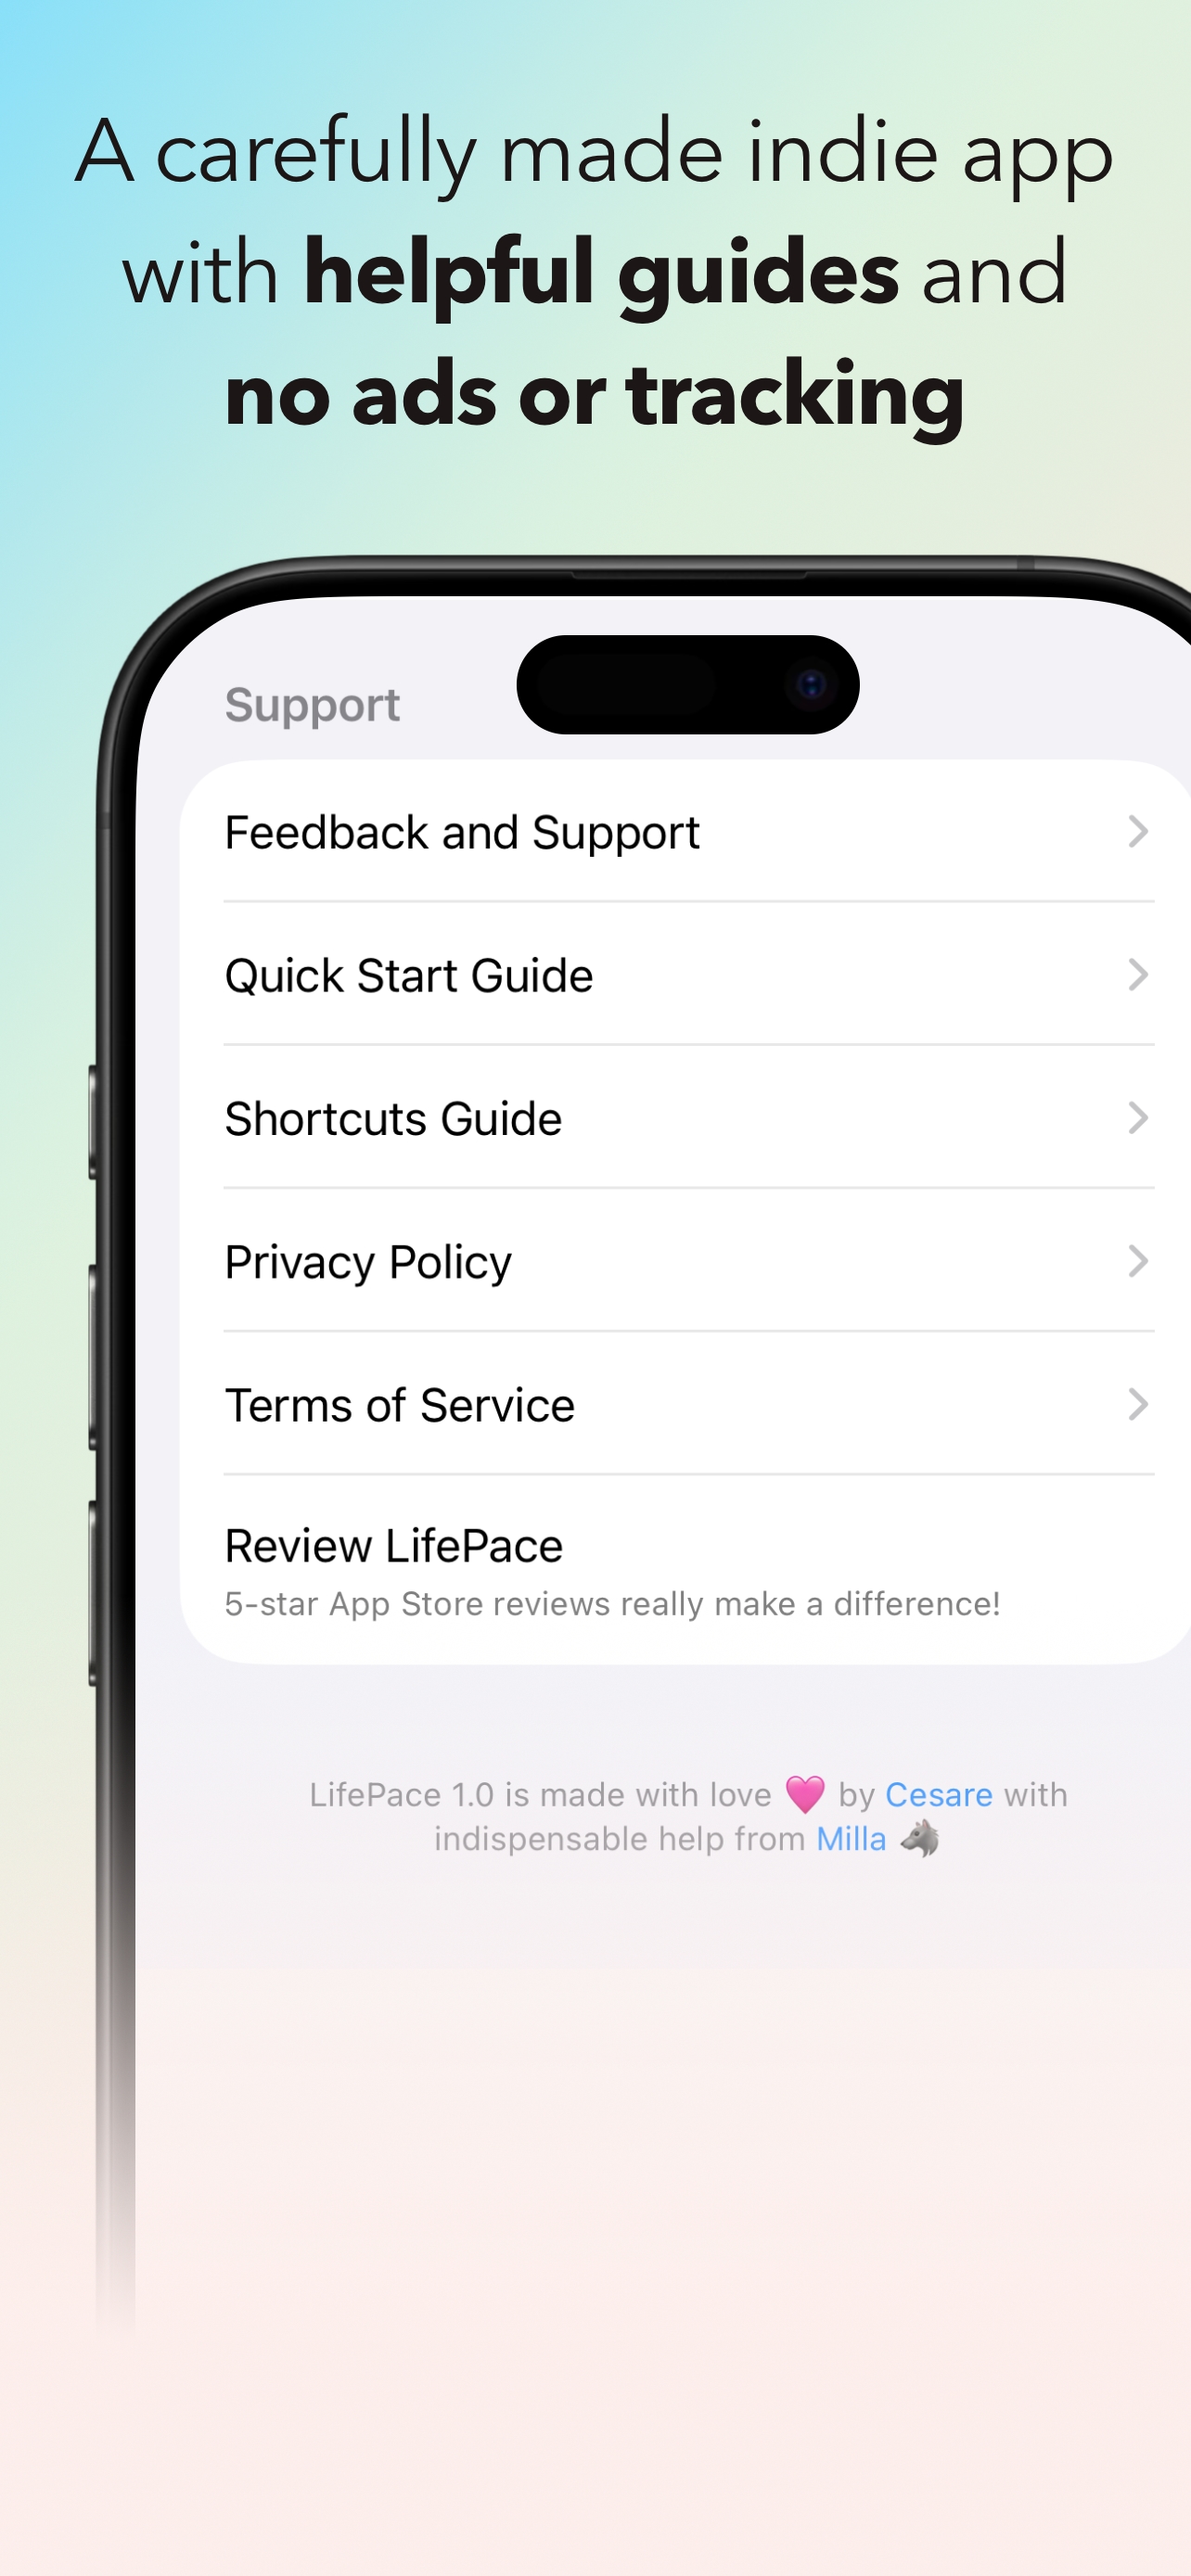 A carefully made indie app
with helpful guides and
no ads or tracking
Support
Feedback and Support
Quick Start Guide
Shortcuts Guide
Privacy Policy
Terms of Service
Review LifePace
5-star App Store reviews really make a difference!
LifePace 1.0 is made with love 🩷 by Cesare with
indispensable help from Milla 🐺